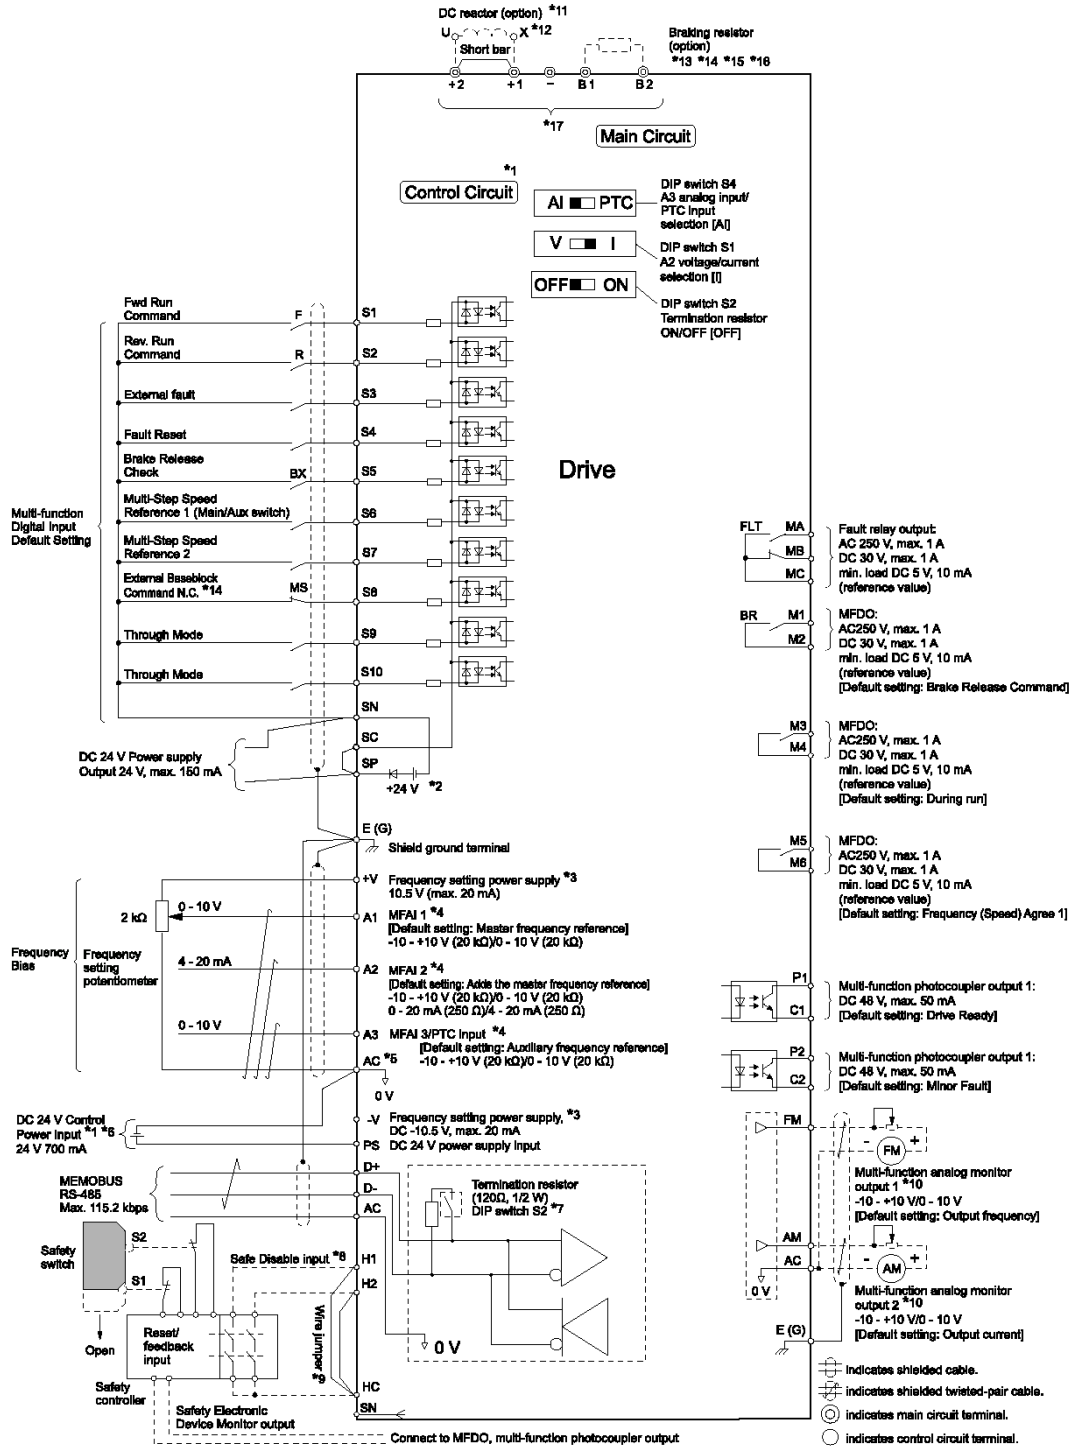 DC reactor (option) *11
U X *12
Short bar
Braking resistor
(option)
*13 *14 *15 *16
+2 +1 – B1 B2
*17
Main Circuit
*1
Control Circuit
AI PTC
DIP switch S4
A3 analog input/
PTC Input
selection [AI]
V I
DIP switch S1
A2 voltage/current
selection [I]
OFF ON
DIP switch S2
Termination resistor
ON/OFF [OFF]
Drive
Multi-function
Digital Input
Default Setting
Fwd Run
Command
F
S1
Rev. Run
Command
R
S2
External fault
S3
Fault Reset
S4
Brake Release
Check
BX
S5
Multi-Step Speed
Reference 1 (Main/Aux switch)
S6
Multi-Step Speed
Reference 2
S7
External Baseblock
Command N.C. *14
MS
S8
Through Mode
S9
Through Mode
S10
SN
SC
SP
DC 24 V Power supply
Output 24 V, max. 150 mA
+24 V *2
E (G)
Shield ground terminal
Frequency
Bias
Frequency
setting
potentiometer
2 kΩ
+V
Frequency setting power supply *3
10.5 V (max. 20 mA)
0 - 10 V
A1
MFAI 1 *4
[Default setting: Master frequency reference]
-10 - +10 V (20 kΩ)/0 - 10 V (20 kΩ)
4 - 20 mA
A2
MFAI 2 *4
[Default setting: Adds the master frequency reference]
-10 - +10 V (20 kΩ)/0 - 10 V (20 kΩ)
0 - 20 mA (250 Ω)/4 - 20 mA (250 Ω)
0 - 10 V
A3
MFAI 3/PTC Input *4
[Default setting: Auxiliary frequency reference]
-10 - +10 V (20 kΩ)/0 - 10 V (20 kΩ)
AC *5
0 V
DC 24 V Control
Power Input *1 *6
24 V 700 mA
-V
Frequency setting power supply, *3
DC -10.5 V, max. 20 mA
PS
DC 24 V power supply input
MEMOBUS
RS-485
Max. 115.2 kbps
D+
D-
AC
Termination resistor
(120Ω, 1/2 W)
DIP switch S2 *7
0 V
Safety
switch
S2
S1
Open
Safe Disable input *8
H1
H2
Wire jumper *9
HC
SN
Reset/
feedback
input
Safety
controller
Safety Electronic
Device Monitor output
Connect to MFDO, multi-function photocoupler output
FLT
MA
MB
MC
Fault relay output:
AC 250 V, max. 1 A
DC 30 V, max. 1 A
min. load DC 5 V, 10 mA
(reference value)
BR
M1
M2
MFDO:
AC250 V, max. 1 A
DC 30 V, max. 1 A
min. load DC 5 V, 10 mA
(reference value)
[Default setting: Brake Release Command]
M3
M4
MFDO:
AC250 V, max. 1 A
DC 30 V, max. 1 A
min. load DC 5 V, 10 mA
(reference value)
[Default setting: During run]
M5
M6
MFDO:
AC250 V, max. 1 A
DC 30 V, max. 1 A
min. load DC 5 V, 10 mA
(reference value)
[Default setting: Frequency (Speed) Agree 1]
P1
C1
Multi-function photocoupler output 1:
DC 48 V, max. 50 mA
[Default setting: Drive Ready]
P2
C2
Multi-function photocoupler output 1:
DC 48 V, max. 50 mA
[Default setting: Minor Fault]
FM
- +
FM
Multi-function analog monitor
output 1 *10
-10 - +10 V/0 - 10 V
[Default setting: Output frequency]
AM
AC
- +
AM
0 V
Multi-function analog monitor
output 2 *10
-10 - +10 V/0 - 10 V
[Default setting: Output current]
E (G)
indicates shielded cable.
indicates shielded twisted-pair cable.
indicates main circuit terminal.
indicates control circuit terminal.